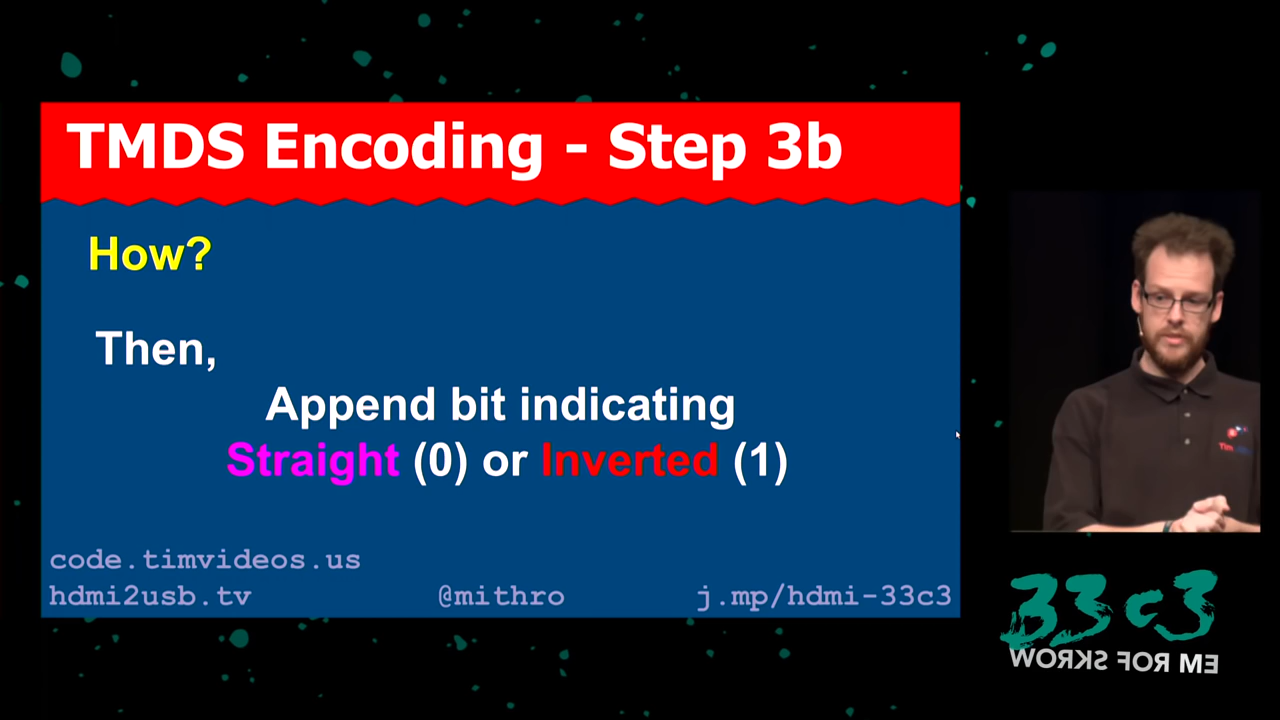 TMDS Encoding - Step 3b
How?
Then,
Append bit indicating
Straight (0) or Inverted (1)
code.timvideos.us
hdmi2usb.tv @mithro j.mp/hdmi-33c3
Tim
33c3
WORKS FOR ME